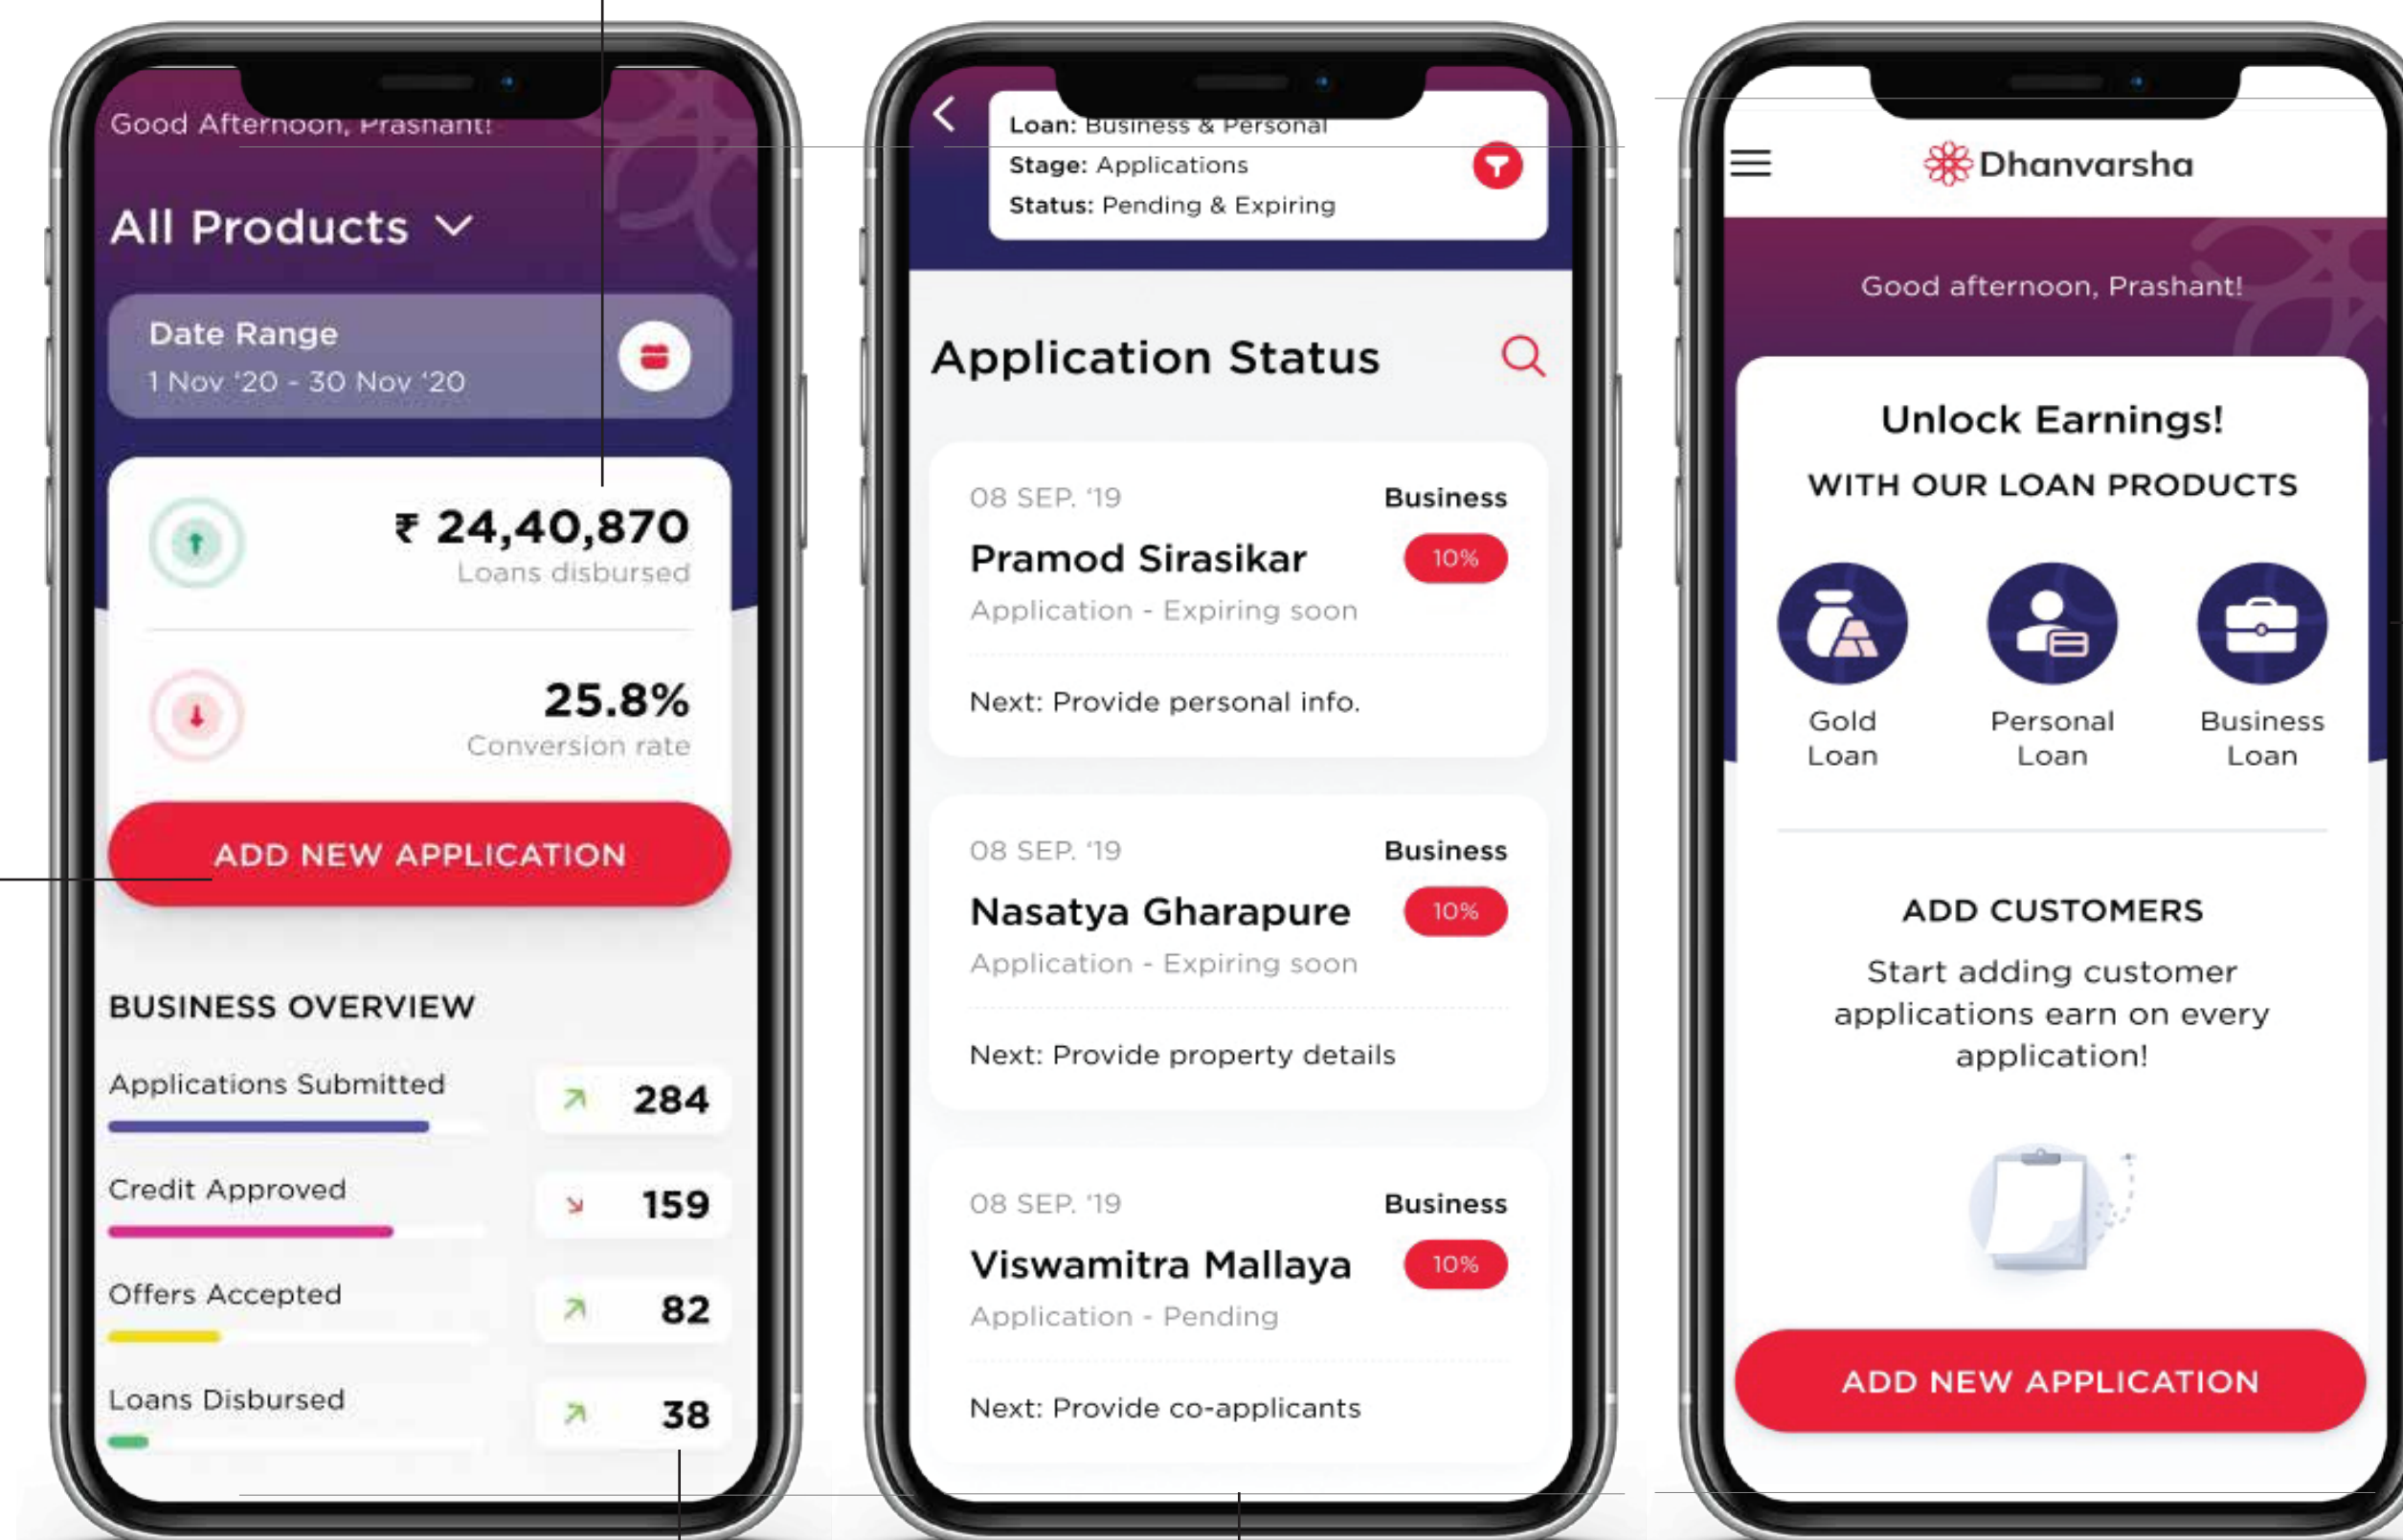 Good Afternoon, Prashant!
All Products
Date Range
1 Nov ‘20 - 30 Nov ‘20
₹ 24,40,870
Loans disbursed
25.8%
Conversion rate
ADD NEW APPLICATION
BUSINESS OVERVIEW
Applications Submitted
284
Credit Approved
159
Offers Accepted
82
Loans Disbursed
38
Loan: Business & Personal
Stage: Applications
Status: Pending & Expiring
Application Status
08 SEP. ‘19
Business
Pramod Sirasikar
10%
Application - Expiring soon
Next: Provide personal info.
08 SEP. ‘19
Business
Nasatya Gharapure
10%
Application - Expiring soon
Next: Provide property details
08 SEP. ‘19
Business
Viswamitra Mallaya
10%
Application - Pending
Next: Provide co-applicants
Dhanvarsha
Good afternoon, Prashant!
Unlock Earnings!
WITH OUR LOAN PRODUCTS
Gold
Loan
Personal
Loan
Business
Loan
ADD CUSTOMERS
Start adding customer
applications earn on every
application!
ADD NEW APPLICATION